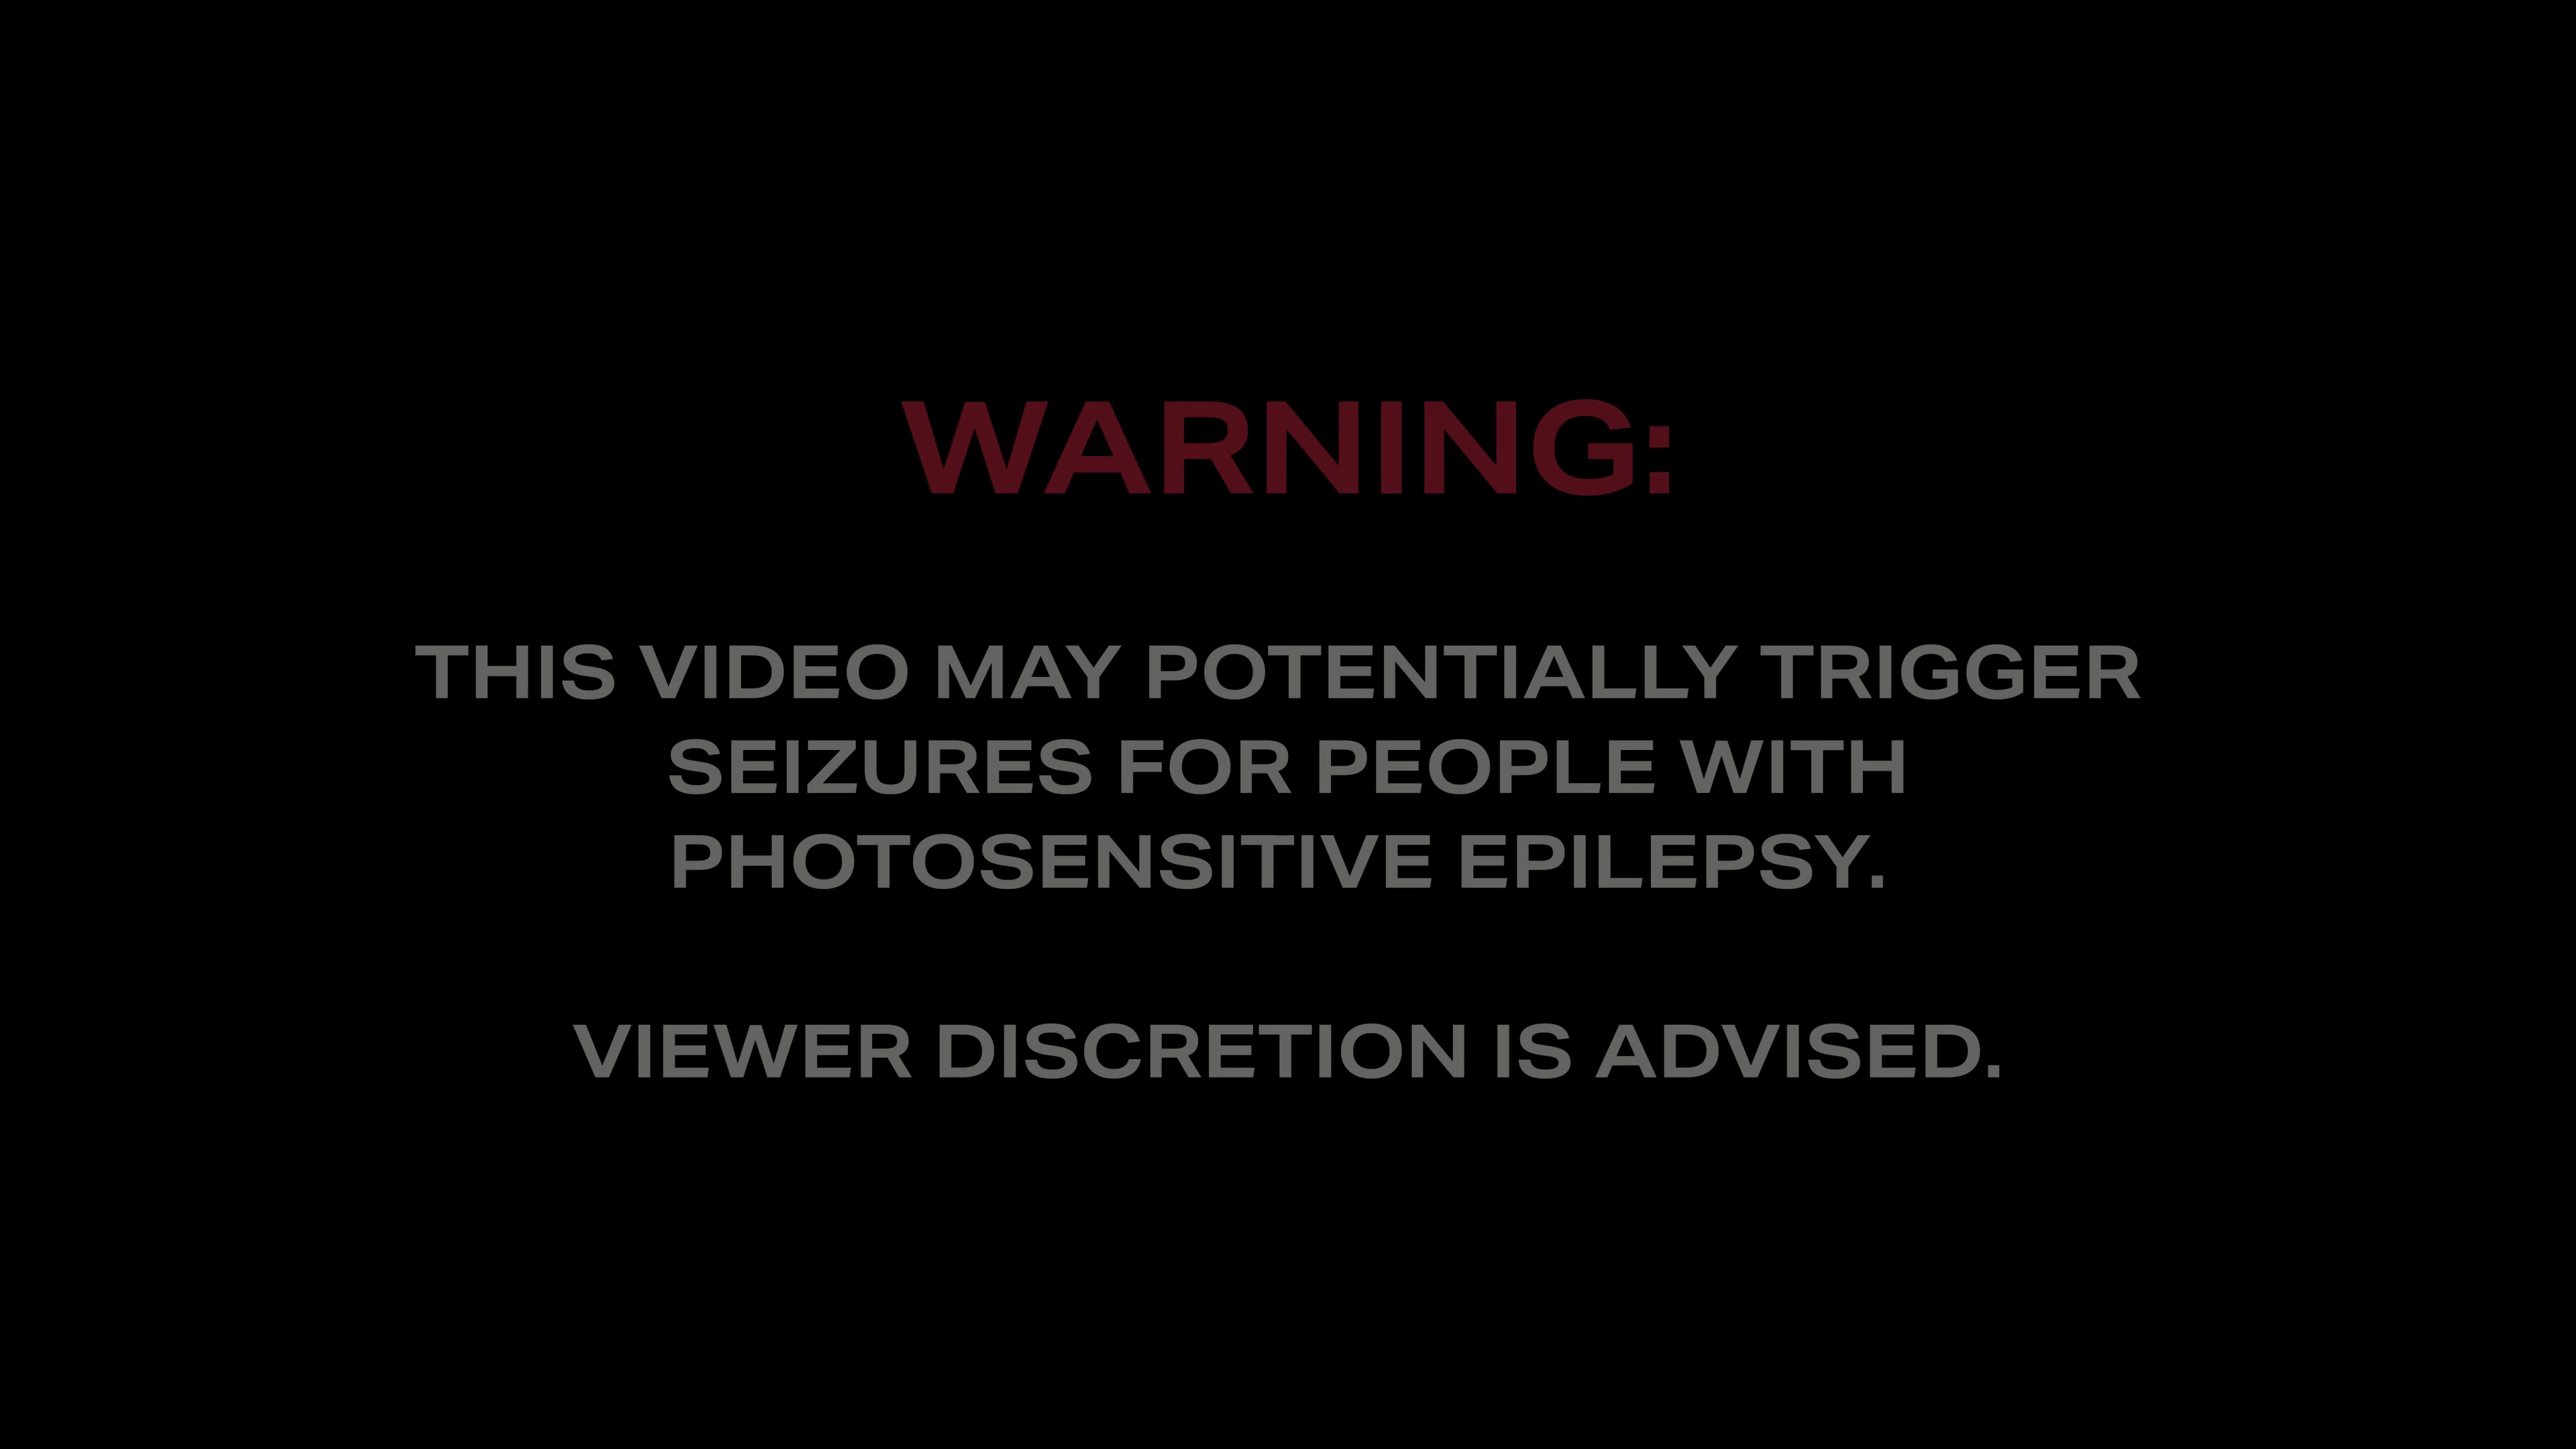 WARNING:
THIS VIDEO MAY POTENTIALLY TRIGGER
SEIZURES FOR PEOPLE WITH
PHOTOSENSITIVE EPILEPSY.
VIEWER DISCRETION IS ADVISED.